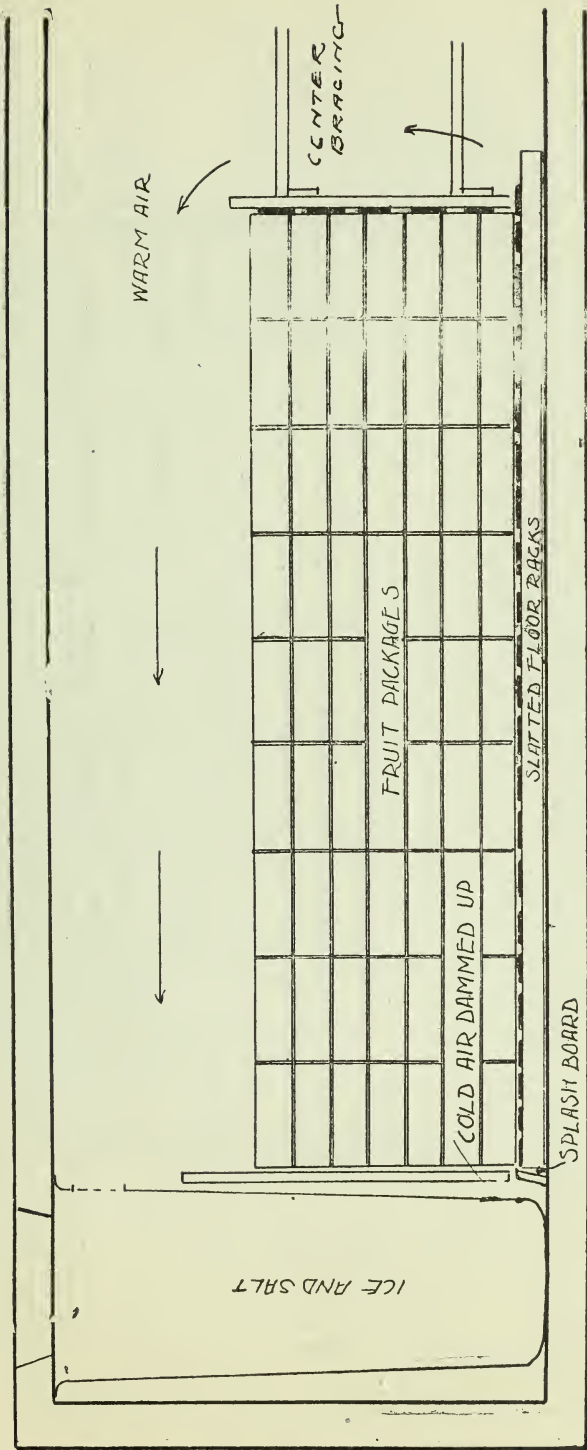 WARM AIR
CENTER
BRACING
FRUIT PACKAGES
SLATTED FLOOR RACKS
COLD AIR DAMMED UP
SPLASH BOARD
ICE AND SALT